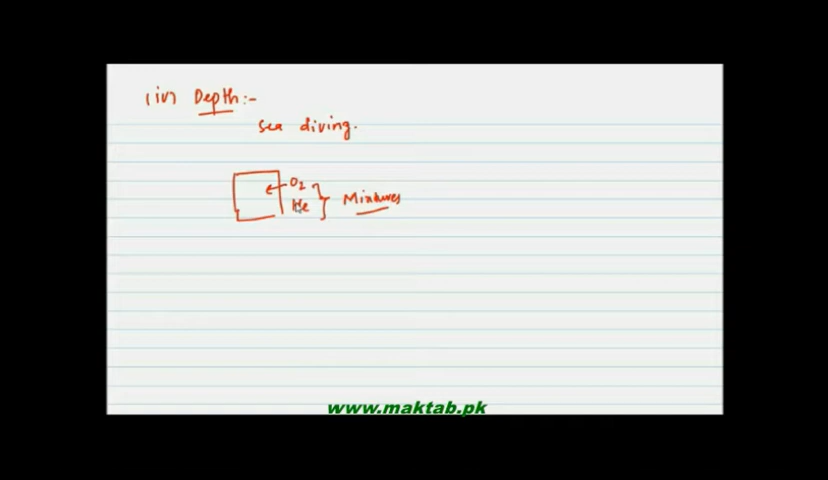 (iv) Depth:-
Sea diving.
O2
He
Mixtures
www.maktab.pk